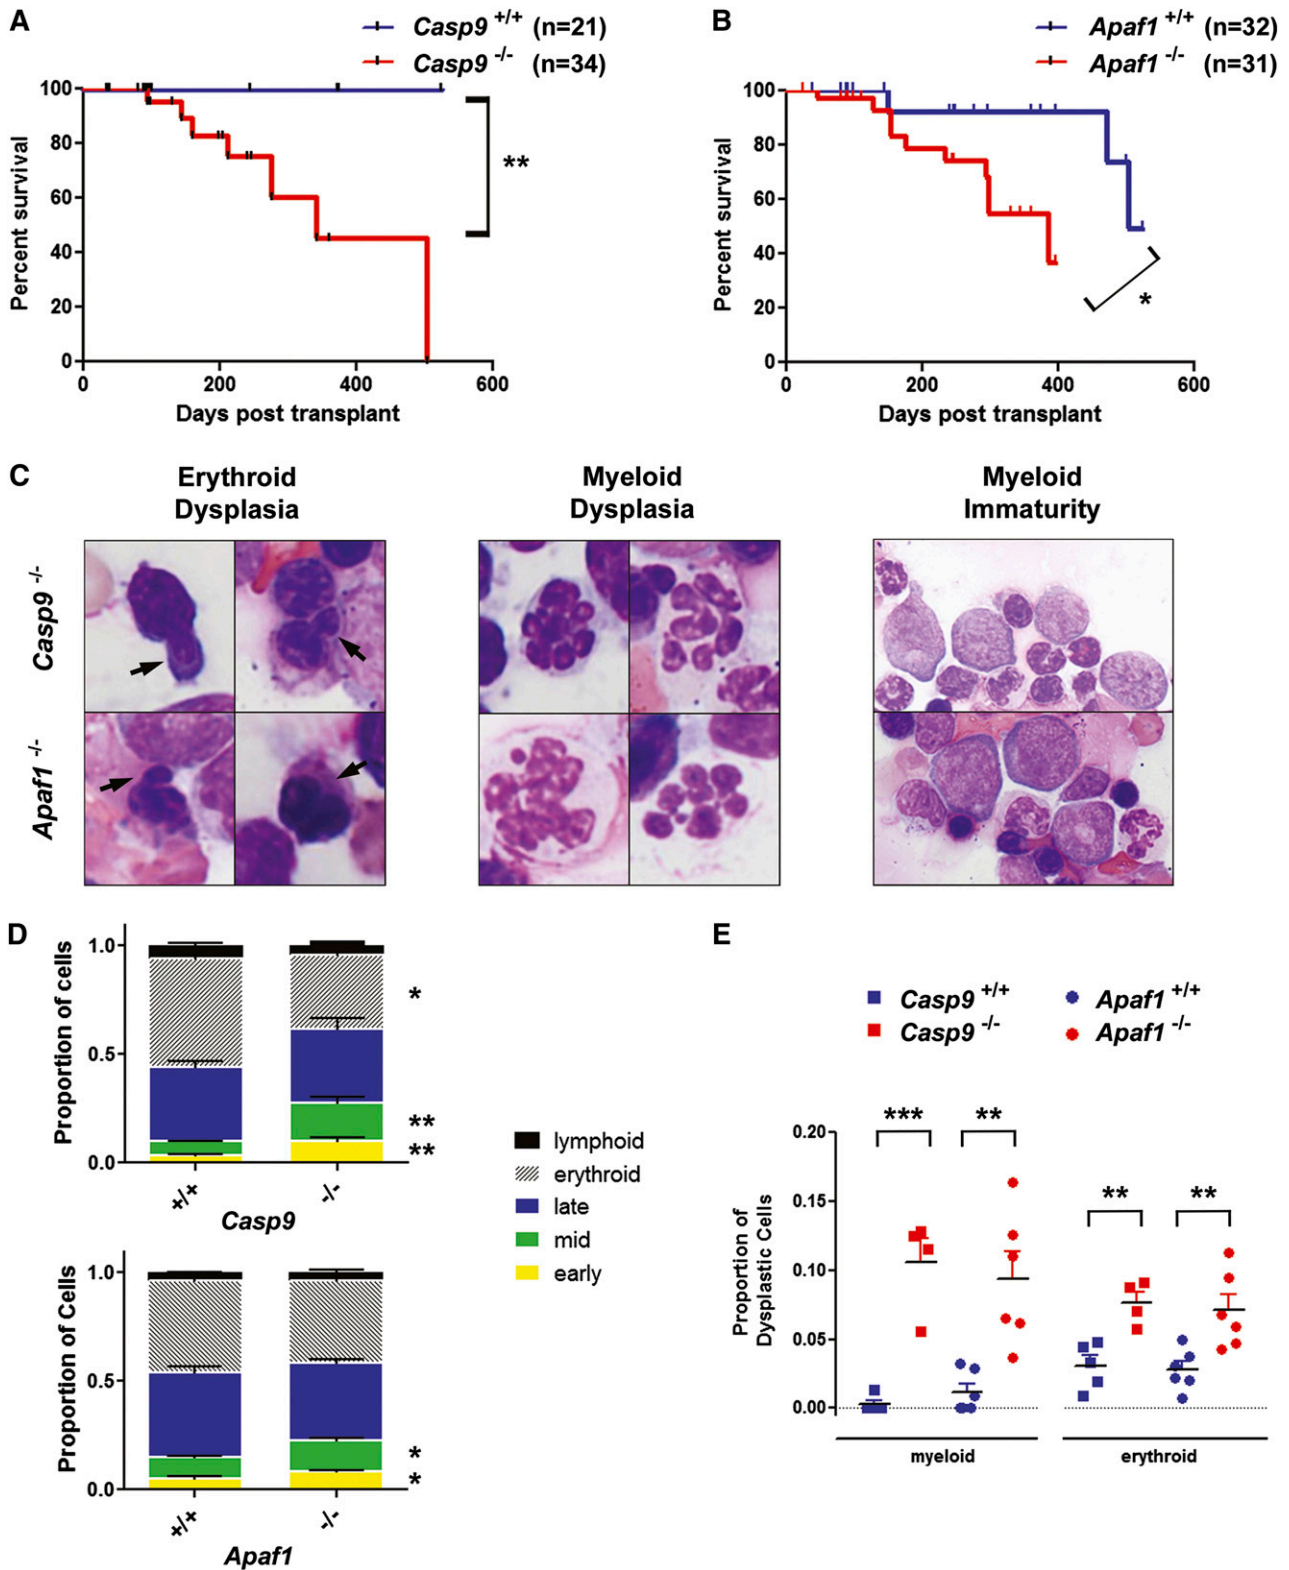 A
Casp9 +/+ (n=21)
Casp9 -/- (n=34)
100
80
60
40
20
0
Percent survival
**
0 200 400 600
Days post transplant
B
Apaf1 +/+ (n=32)
Apaf1 -/- (n=31)
100
80
60
40
20
0
Percent survival
*
0 200 400 600
Days post transplant
C
Erythroid
Dysplasia
Myeloid
Dysplasia
Myeloid
Immaturity
Casp9 -/-
Apaf1 -/-
D
Proportion of cells
1.0
0.5
0.0
*
**
**
+/+ -/-
Casp9
Proportion of Cells
1.0
0.5
0.0
*
*
+/+ -/-
Apaf1
lymphoid
erythroid
late
mid
early
E
Casp9 +/+ Apaf1 +/+
Casp9 -/- Apaf1 -/-
Proportion of
Dysplastic Cells
0.20
0.15
0.10
0.05
0.00
*** **
** **
myeloid erythroid